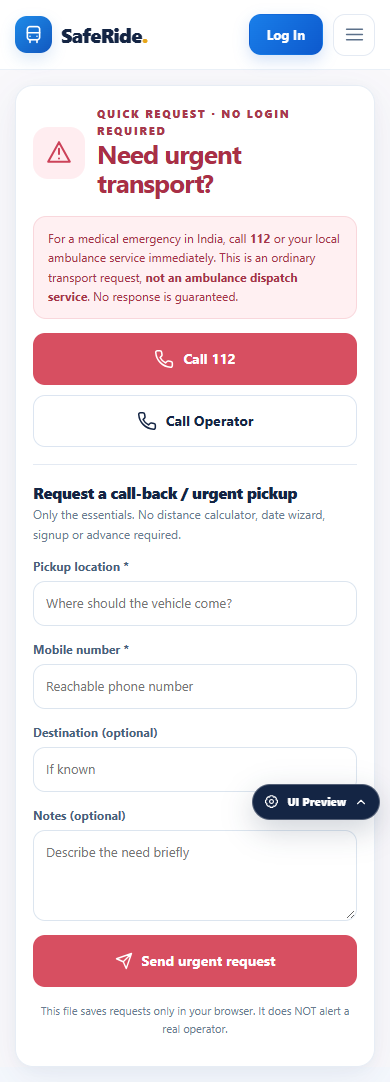 SafeRide.
Log In
QUICK REQUEST · NO LOGIN
REQUIRED
Need urgent
transport?
For a medical emergency in India, call 112 or your local
ambulance service immediately. This is an ordinary
transport request, not an ambulance dispatch
service. No response is guaranteed.
Call 112
Call Operator
Request a call-back / urgent pickup
Only the essentials. No distance calculator, date wizard,
signup or advance required.
Pickup location *
Where should the vehicle come?
Mobile number *
Reachable phone number
Destination (optional)
If known
UI Preview
Notes (optional)
Describe the need briefly
Send urgent request
This file saves requests only in your browser. It does NOT alert a
real operator.